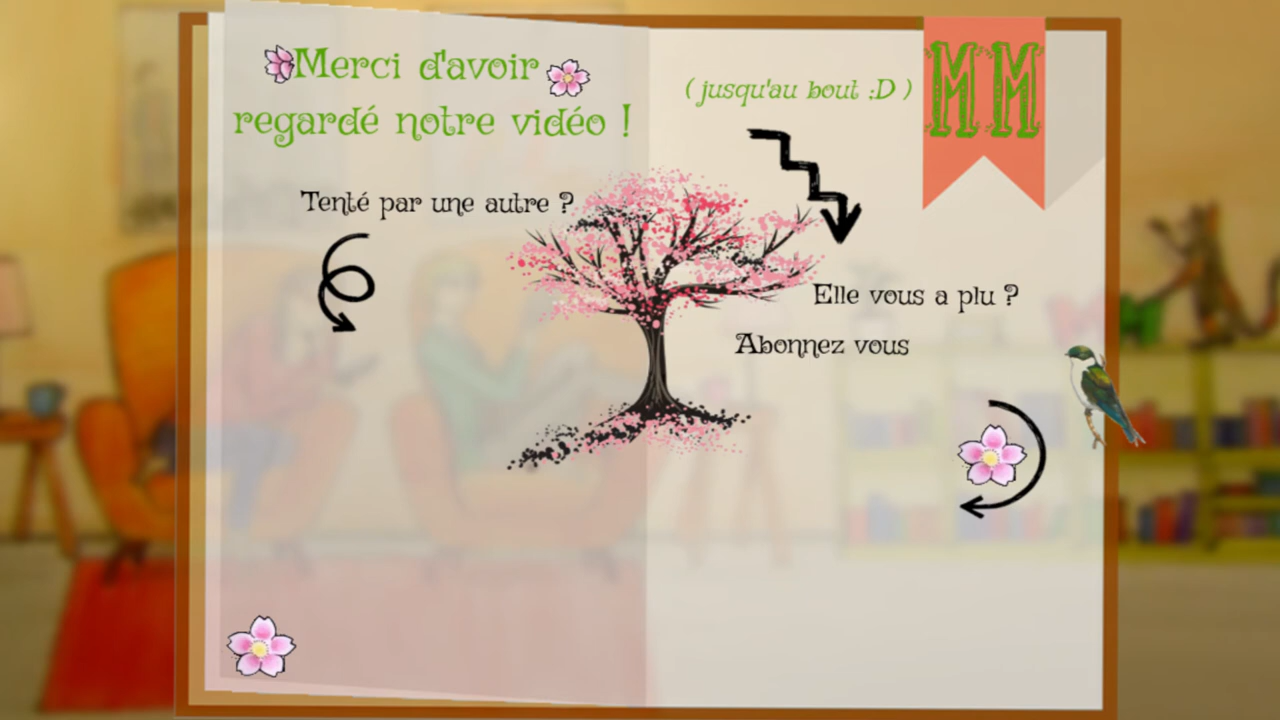 Merci d'avoir
regardé notre vidéo !
( jusqu'au bout :D )
MM
Tenté par une autre ?
Elle vous a plu ?
Abonnez vous